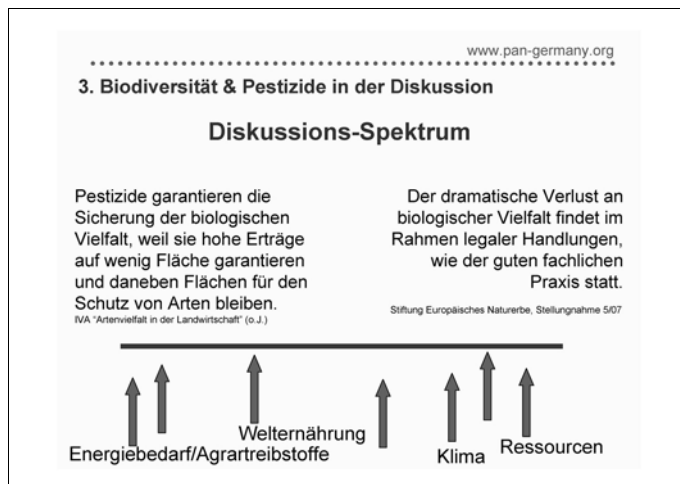 www.pan-germany.org
3. Biodiversität & Pestizide in der Diskussion
Diskussions-Spektrum
Pestizide garantieren die
Sicherung der biologischen
Vielfalt, weil sie hohe Erträge
auf wenig Fläche garantieren
und daneben Flächen für den
Schutz von Arten bleiben.
IVA "Artenvielfalt in der Landwirtschaft" (o.J.)
Der dramatische Verlust an
biologischer Vielfalt findet im
Rahmen legaler Handlungen,
wie der guten fachlichen
Praxis statt.
Stiftung Europäisches Naturerbe, Stellungnahme 5/07
Welternährung
Energiebedarf/Agrartreibstoffe
Klima
Ressourcen